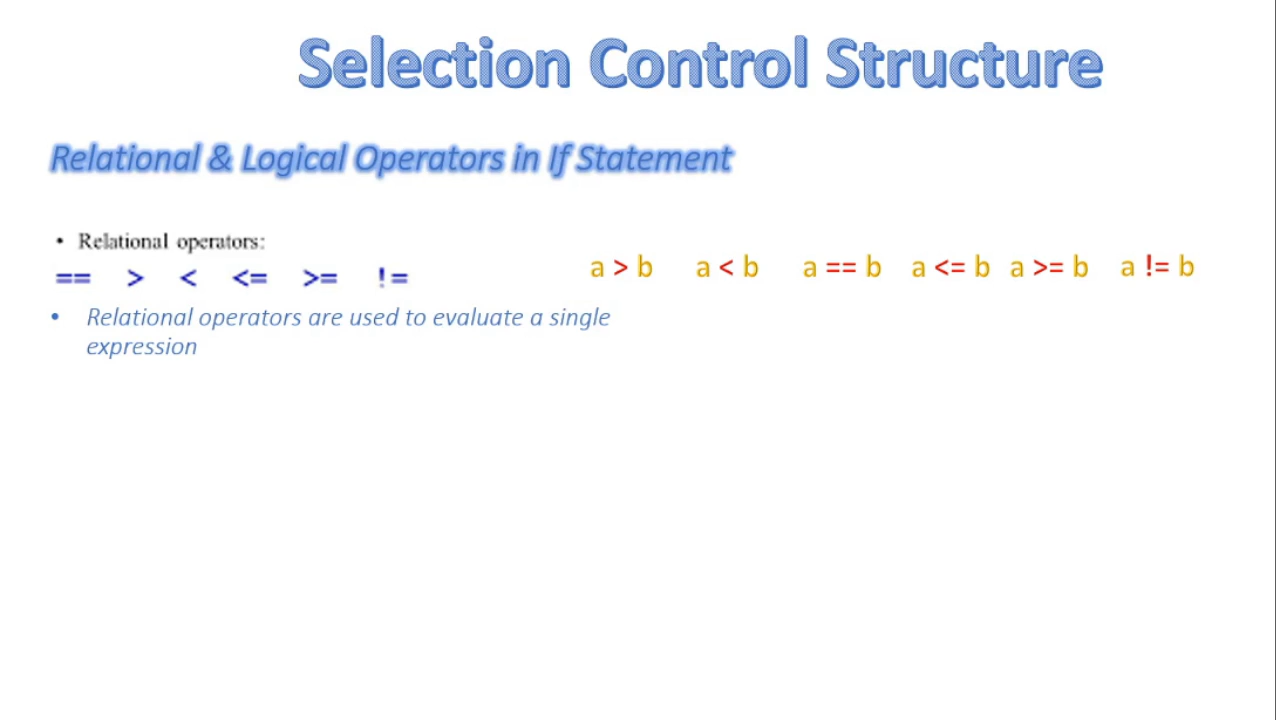 Selection Control Structure
Relational & Logical Operators in If Statement
• Relational operators:
== > < <= >= !=
a > b a < b a == b a <= b a >= b a != b
• Relational operators are used to evaluate a single
expression